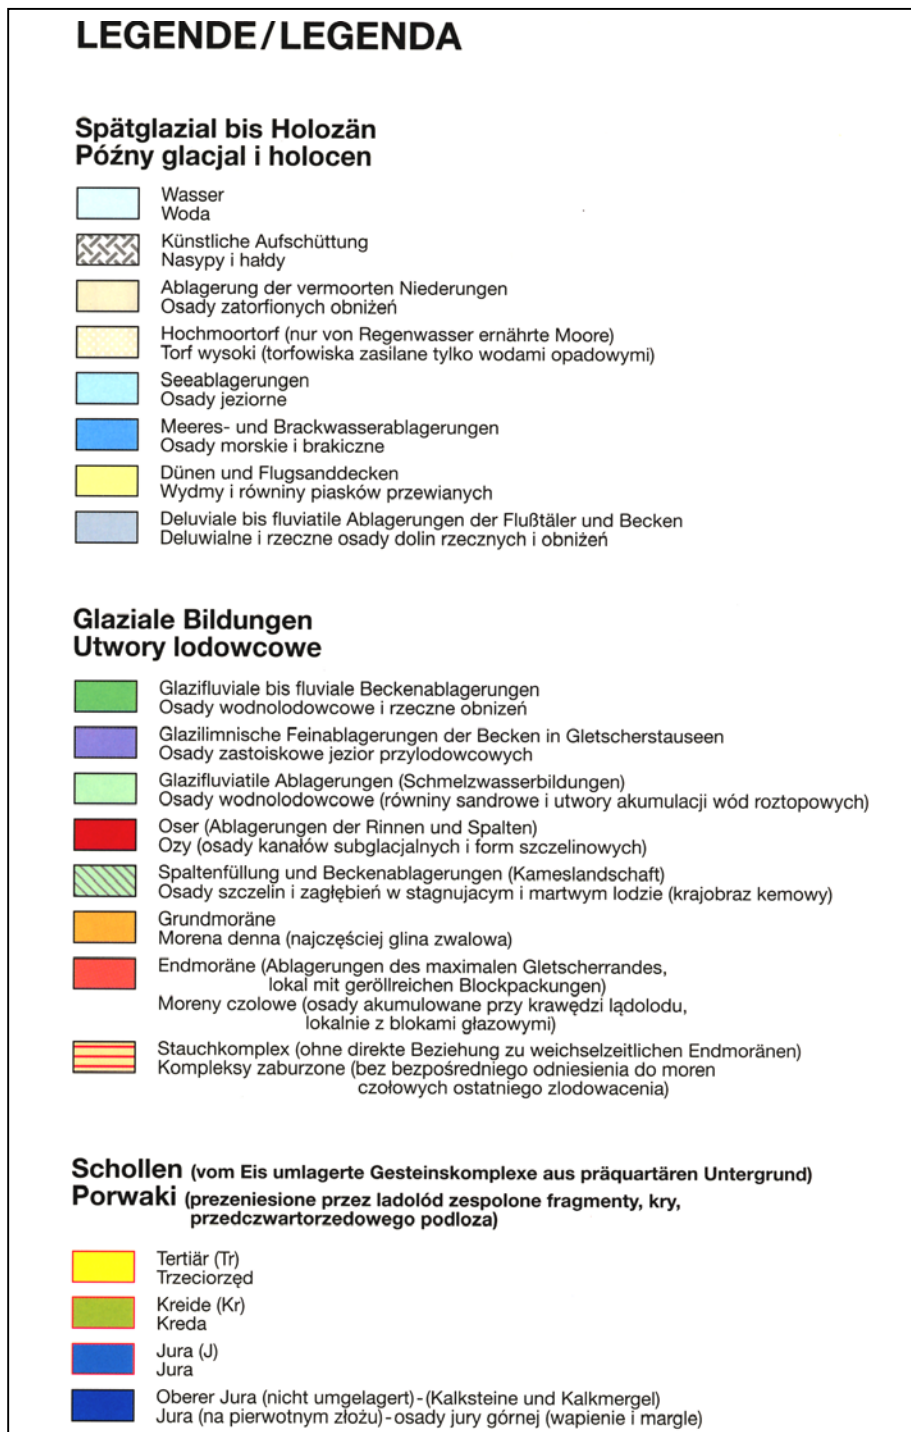 LEGENDE/LEGENDA
Spätglazial bis Holozän
Późny glacjal i holocen
Wasser
Woda
Künstliche Aufschüttung
Nasypy i hałdy
Ablagerung der vermoorten Niederungen
Osady zatorfionych obniżeń
Hochmoortorf (nur von Regenwasser ernährte Moore)
Torf wysoki (torfowiska zasilane tylko wodami opadowymi)
Seeablagerungen
Osady jeziorne
Meeres- und Brackwasserablagerungen
Osady morskie i brakiczne
Dünen und Flugsanddecken
Wydmy i równiny piasków przewianych
Deluviale bis fluviatile Ablagerungen der Flußtäler und Becken
Deluwialne i rzeczne osady dolin rzecznych i obniżeń
Glaziale Bildungen
Utwory lodowcowe
Glazifluviale bis fluviale Beckenablagerungen
Osady wodnolodowcowe i rzeczne obnizeń
Glazilimnische Feinablagerungen der Becken in Gletscherstauseen
Osady zastoiskowe jezior przylodowcowych
Glazifluviatile Ablagerungen (Schmelzwasserbildungen)
Osady wodnolodowcowe (równiny sandrowe i utwory akumulacji wód roztopowych)
Oser (Ablagerungen der Rinnen und Spalten)
Ozy (osady kanałów subglacjalnych i form szczelinowych)
Spaltenfüllung und Beckenablagerungen (Kameslandschaft)
Osady szczelin i zagłębień w stagnujacym i martwym lodzie (krajobraz kemowy)
Grundmoräne
Morena denna (najczęściej glina zwalowa)
Endmoräne (Ablagerungen des maximalen Gletscherrandes,
lokal mit geröllreichen Blockpackungen)
Moreny czolowe (osady akumulowane przy krawędzi lądolodu,
lokalnie z blokami głazowymi)
Stauchkomplex (ohne direkte Beziehung zu weichselzeitlichen Endmoränen)
Kompleksy zaburzone (bez bezpośredniego odniesienia do moren
czołowych ostatniego zlodowacenia)
Schollen (vom Eis umlagerte Gesteinskomplexe aus präquartären Untergrund)
Porwaki (prezeniesione przez ladolód zespolone fragmenty, kry,
przedczwartorzedowego podloza)
Tertiär (Tr)
Trzeciorzęd
Kreide (Kr)
Kreda
Jura (J)
Jura
Oberer Jura (nicht umgelagert)-(Kalksteine und Kalkmergel)
Jura (na pierwotnym złożu)-osady jury górnej (wapienie i margle)